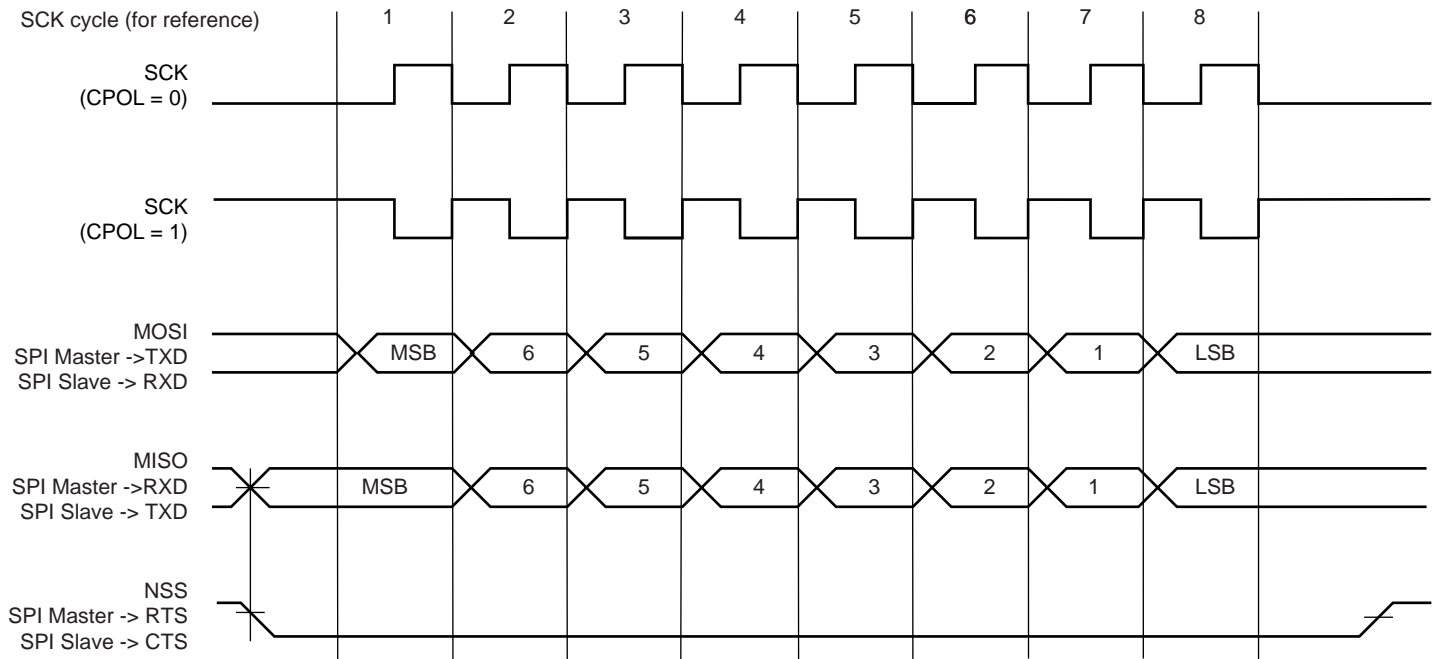 SCK cycle (for reference) 1 2 3 4 5 6 7 8
SCK
(CPOL = 0)
SCK
(CPOL = 1)
MOSI
SPI Master ->TXD
SPI Slave -> RXD
MSB 6 5 4 3 2 1 LSB
MISO
SPI Master ->RXD
SPI Slave -> TXD
MSB 6 5 4 3 2 1 LSB
NSS
SPI Master -> RTS
SPI Slave -> CTS